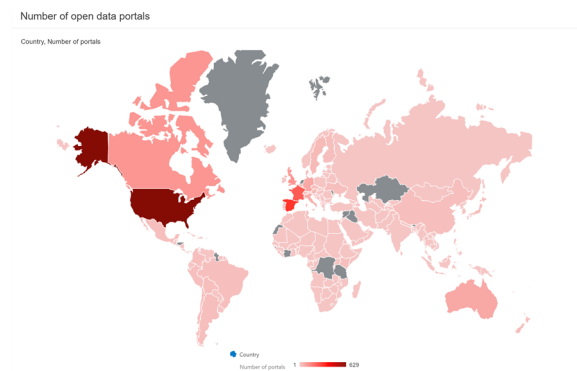 Number of open data portals
Country, Number of portals
Country
Number of portals 1 629